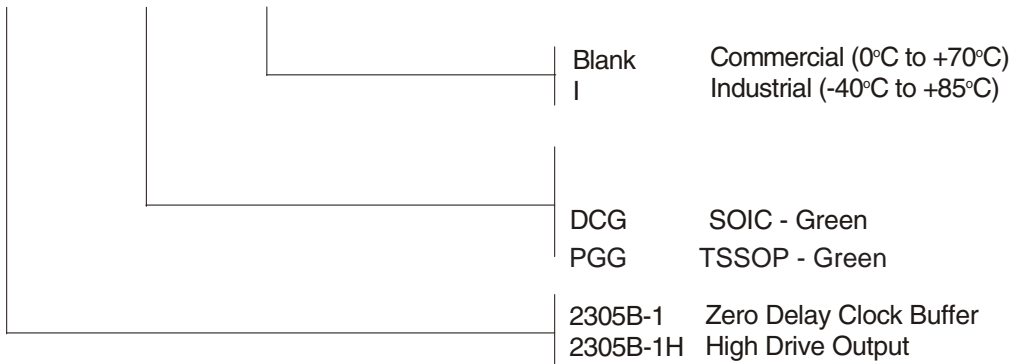 Blank Commercial (0°C to +70°C)
I Industrial (-40°C to +85°C)
DCG SOIC - Green
PGG TSSOP - Green
2305B-1 Zero Delay Clock Buffer
2305B-1H High Drive Output